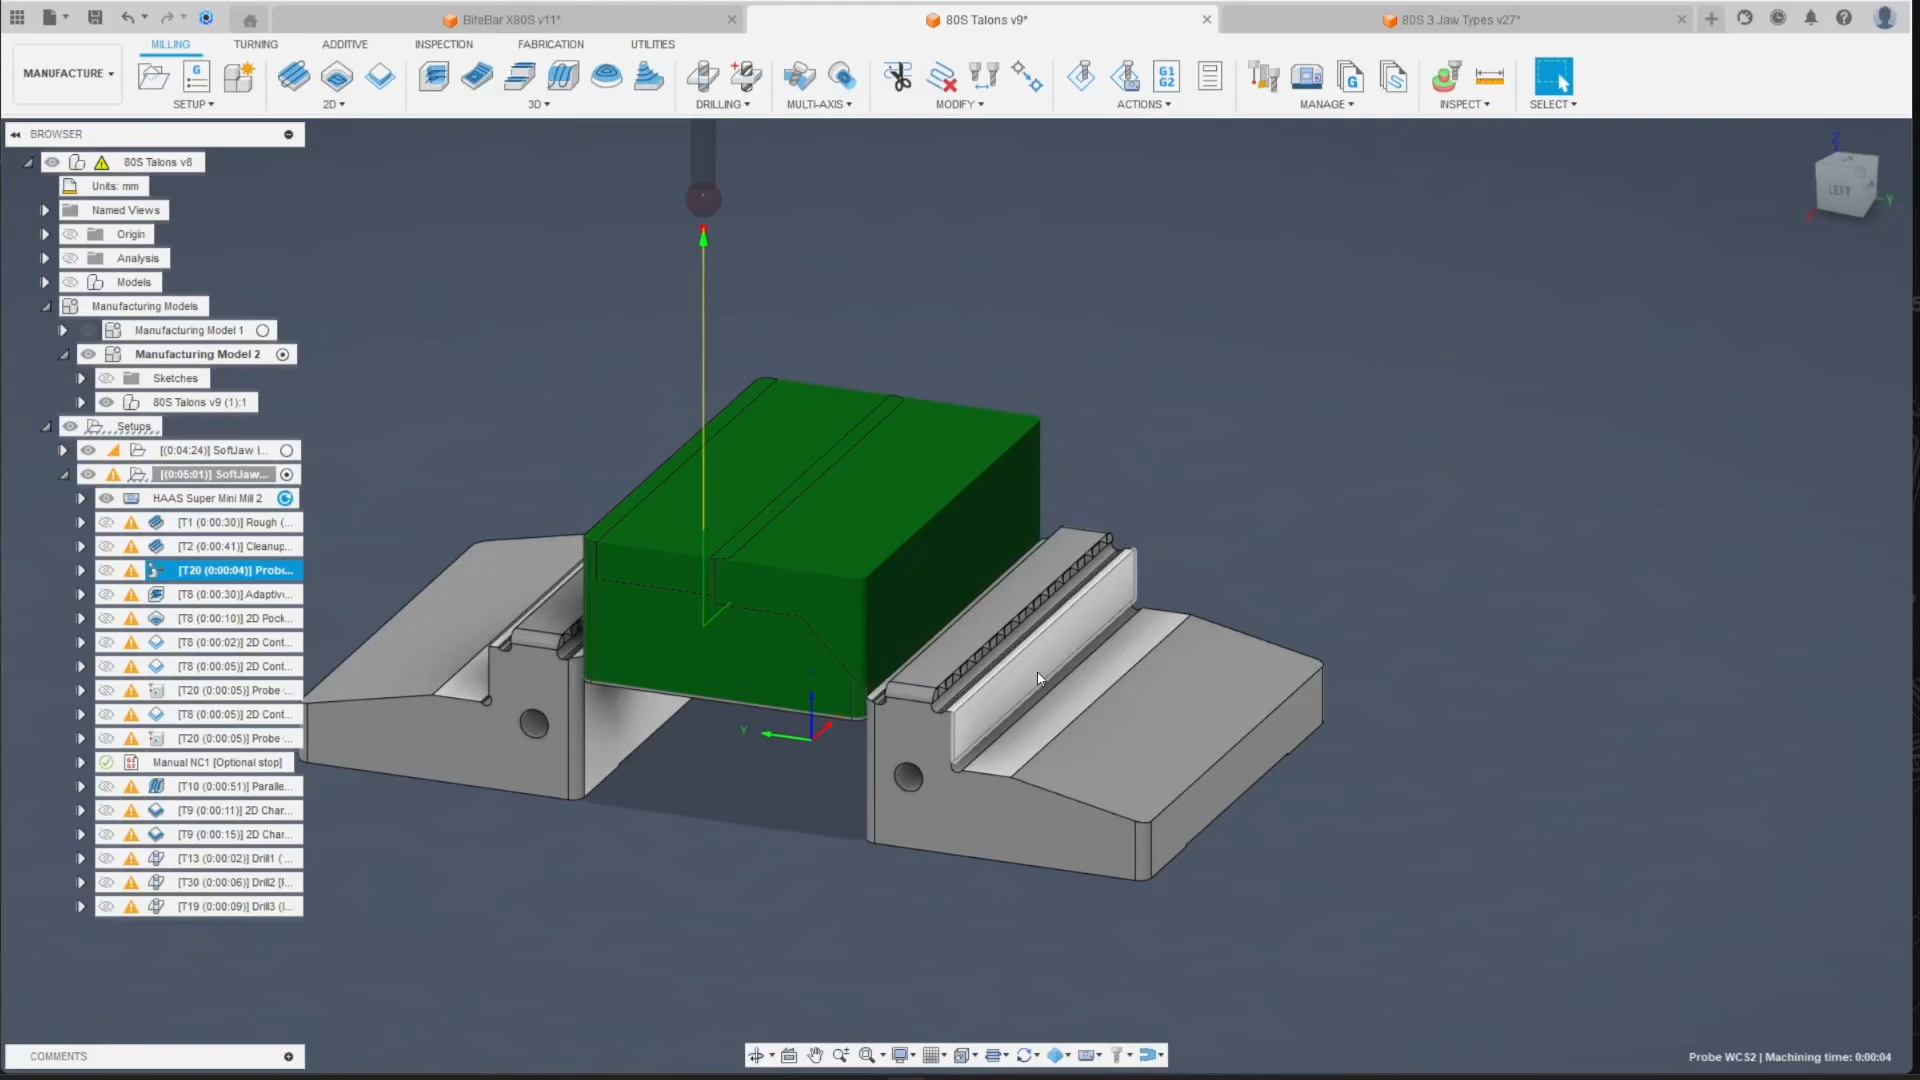 BiteBar X80S v11*
80S Talons v9*
80S 3 Jaw Types v27*
MANUFACTURE
MILLING
TURNING
ADDITIVE
INSPECTION
FABRICATION
UTILITIES
G
G1
G2
G
SETUP
2D
3D
DRILLING
MULTI-AXIS
MODIFY
ACTIONS
MANAGE
INSPECT
SELECT
BROWSER
80S Talons v8
Units: mm
Named Views
Origin
Analysis
Models
Manufacturing Models
Manufacturing Model 1
Manufacturing Model 2
Sketches
80S Talons v9 (1):1
Setups
[(0:04:24)] SoftJaw I...
[(0:05:01)] SoftJaw...
HAAS Super Mini Mill 2
[T1 (0:00:30)] Rough (...
[T2 (0:00:41)] Cleanup...
[T20 (0:00:04)] Probe...
[T8 (0:00:30)] Adaptive...
[T8 (0:00:10)] 2D Pock...
[T8 (0:00:02)] 2D Cont...
[T8 (0:00:05)] 2D Cont...
[T20 (0:00:05)] Probe ...
[T8 (0:00:05)] 2D Cont...
[T20 (0:00:05)] Probe ...
Manual NC1 [Optional stop]
[T10 (0:00:51)] Paralle...
[T9 (0:00:11)] 2D Cham...
[T9 (0:00:15)] 2D Cham...
[T13 (0:00:02)] Drill1 (...
[T30 (0:00:06)] Drill2 [...
[T19 (0:00:09)] Drill3 (I...
Z
LEFT
Y
X
Y
COMMENTS
Probe WCS2 | Machining time: 0:00:04